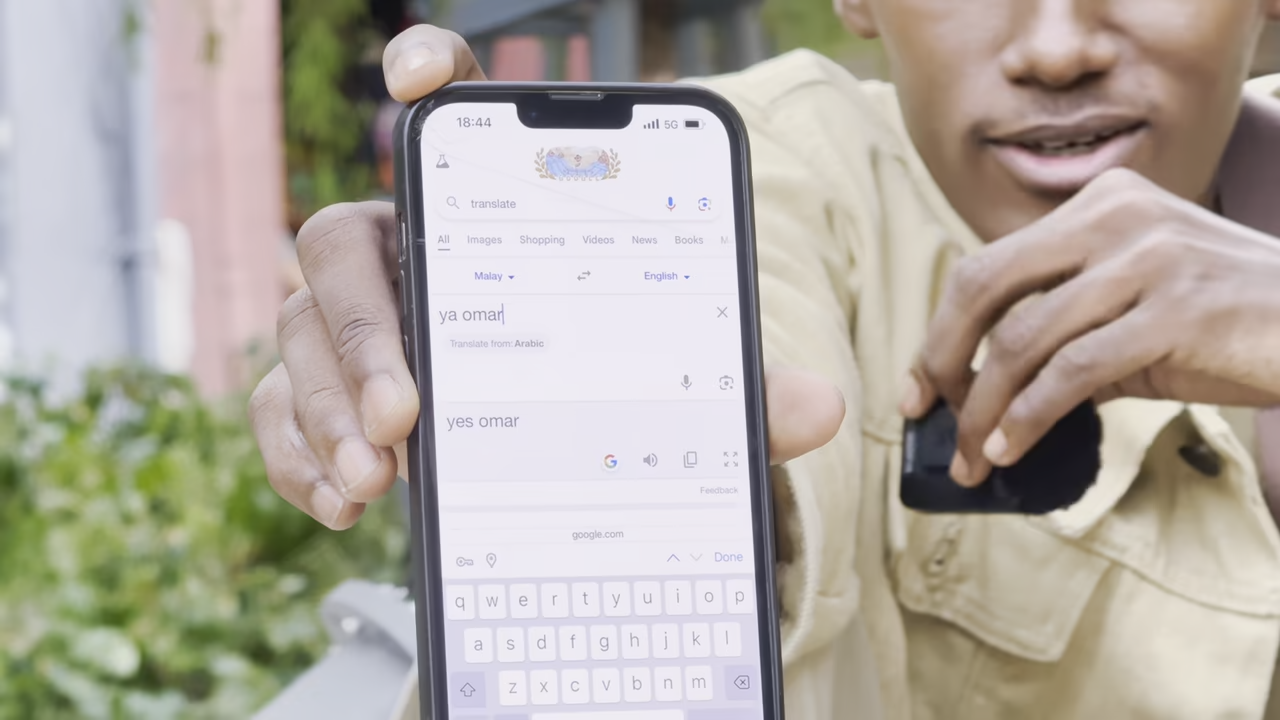 18:44 5G
translate
All Images Shopping Videos News Books M
Malay English
ya omar
Translate from: Arabic
yes omar
Feedback
google.com
Done
q w e r t y u i o p
a s d f g h j k l
z x c v b n m